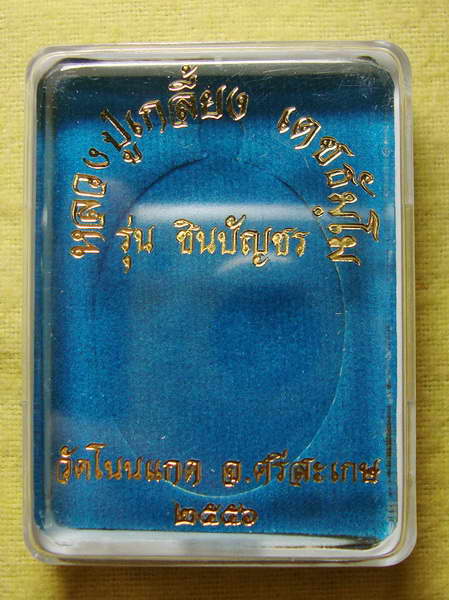 หลวงปู่เกลี้ยง เตชธมฺโม
รุ่น ชินบัญชร
วัดโนนแกด จ.ศรีสะเกษ
๒๕๕๖